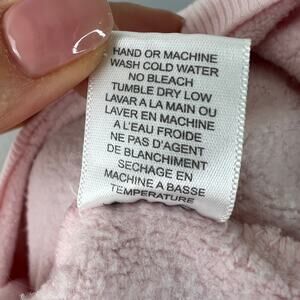 HAND OR MACHINE
WASH COLD WATER
NO BLEACH
TUMBLE DRY LOW
LAVAR A LA MAIN OU
LAVER EN MACHINE
A L'EAU FROIDE
NE PAS D'AGENT
DE BLANCHIMENT
SECHAGE EN
MACHINE A BASSE
TEMPERATURE